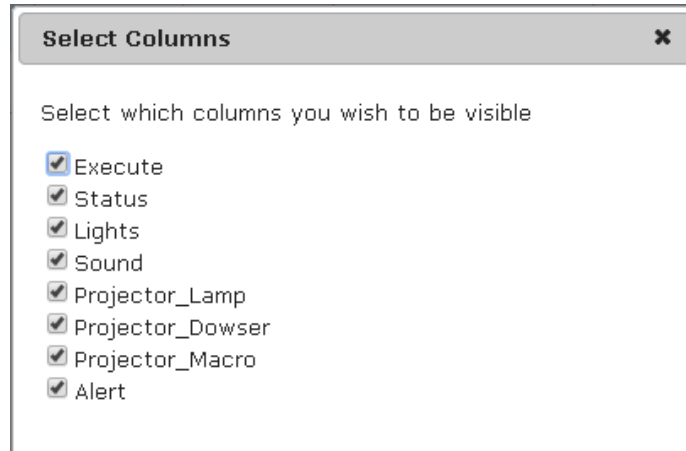 Select Columns
Select which columns you wish to be visible
Execute
Status
Lights
Sound
Projector_Lamp
Projector_Dowser
Projector_Macro
Alert